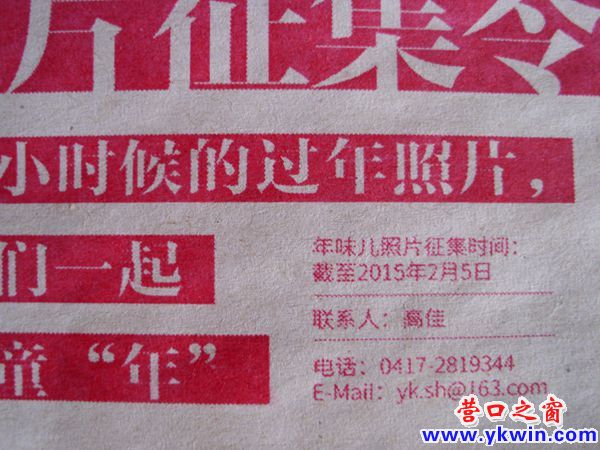 片征集令
小时候的过年照片，
们一起
童“年”
年味儿照片征集时间：
截至2015年2月5日
联系人：高佳
电话：0417-2819344
E-Mail：yk.sh@163.com
营口之窗
www.ykwin.com